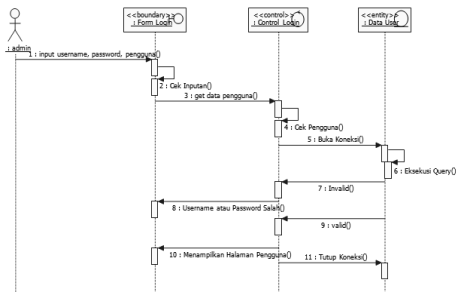 <<boundary>>
: Form Login
<<control>>
: Control Login
<<entity>>
: Data User
: admin
1 : input username, password, pengguna()
2 : Cek Inputan()
3 : get data pengguna()
4 : Cek Pengguna()
5 : Buka Koneksi()
6 : Eksekusi Query()
7 : Invalid()
8 : Username atau Password Salah()
9 : valid()
10 : Menampilkan Halaman Pengguna()
11 : Tutup Koneksi()